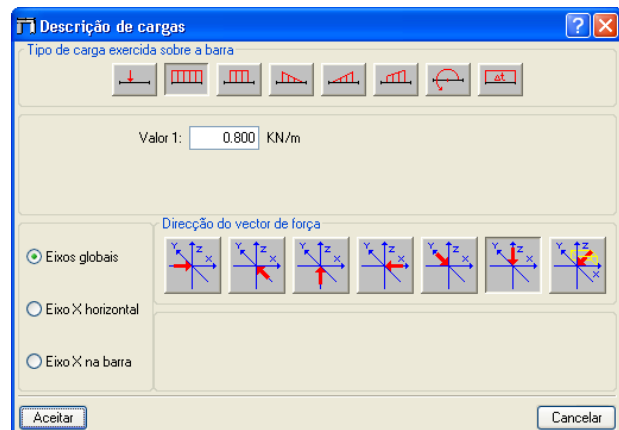 Descrição de cargas
Tipo de carga exercida sobre a barra
Δt
Valor 1: 0.800 KN/m
Direcção do vector de força
Y Z X Y Z X Y Z X Y Z X Y Z X Y Z X Y Z X
Eixos globais
Eixo X horizontal
Eixo X na barra
Aceitar Cancelar